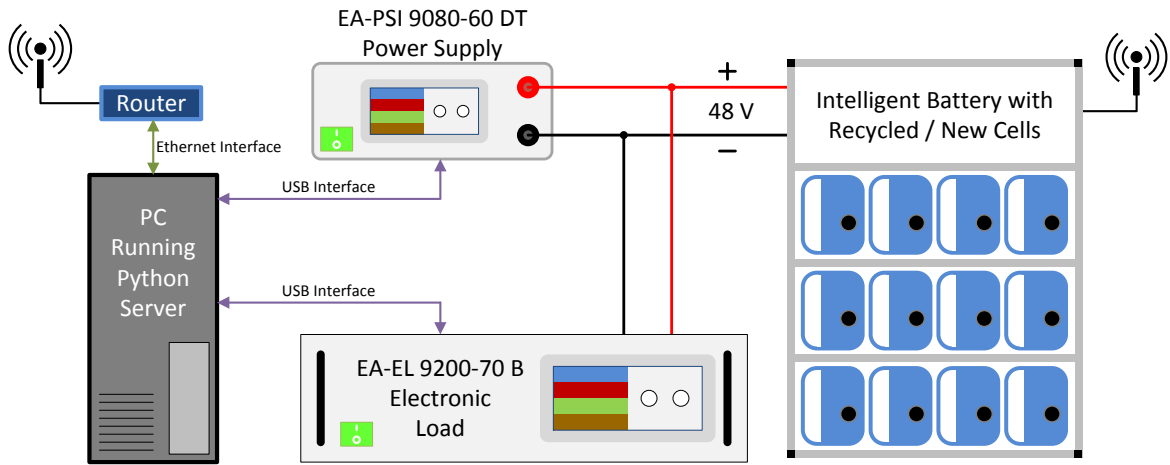 EA-PSI 9080-60 DT
Power Supply
Router
Ethernet Interface
+
48 V
−
Intelligent Battery with
Recycled / New Cells
USB Interface
PC
Running
Python
Server
USB Interface
EA-EL 9200-70 B
Electronic
Load